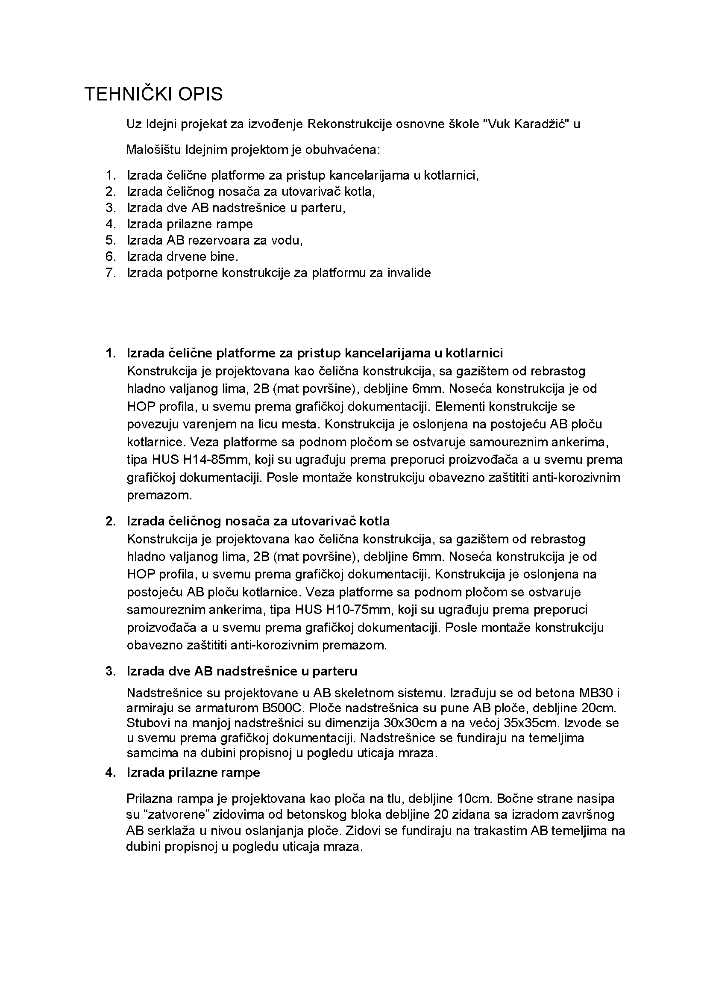 TEHNIČKI OPIS
Uz Idejni projekat za izvođenje Rekonstrukcije osnovne škole "Vuk Karadžić" u
Malošištu Idejnim projektom je obuhvaćena:
1. Izrada čelične platforme za pristup kancelarijama u kotlarnici,
2. Izrada čeličnog nosača za utovarivač kotla,
3. Izrada dve AB nadstrešnice u parteru,
4. Izrada prilazne rampe
5. Izrada AB rezervoara za vodu,
6. Izrada drvene bine.
7. Izrada potporne konstrukcije za platformu za invalide
1. Izrada čelične platforme za pristup kancelarijama u kotlarnici
Konstrukcija je projektovana kao čelična konstrukcija, sa gazištem od rebrastog
hladno valjanog lima, 2B (mat površine), debljine 6mm. Noseća konstrukcija je od
HOP profila, u svemu prema grafičkoj dokumentaciji. Elementi konstrukcije se
povezuju varenjem na licu mesta. Konstrukcija je oslonjena na postojeću AB ploču
kotlarnice. Veza platforme sa podnom pločom se ostvaruje samoureznim ankerima,
tipa HUS H14-85mm, koji su ugrađuju prema preporuci proizvođača a u svemu prema
grafičkoj dokumentaciji. Posle montaže konstrukciju obavezno zaštititi anti-korozivnim
premazom.
2. Izrada čeličnog nosača za utovarivač kotla
Konstrukcija je projektovana kao čelična konstrukcija, sa gazištem od rebrastog
hladno valjanog lima, 2B (mat površine), debljine 6mm. Noseća konstrukcija je od
HOP profila, u svemu prema grafičkoj dokumentaciji. Konstrukcija je oslonjena na
postojeću AB ploču kotlarnice. Veza platforme sa podnom pločom se ostvaruje
samoureznim ankerima, tipa HUS H10-75mm, koji su ugrađuju prema preporuci
proizvođača a u svemu prema grafičkoj dokumentaciji. Posle montaže konstrukciju
obavezno zaštititi anti-korozivnim premazom.
3. Izrada dve AB nadstrešnice u parteru
Nadstrešnice su projektovane u AB skeletnom sistemu. Izrađuju se od betona MB30 i
armiraju se armaturom B500C. Ploče nadstrešnica su pune AB ploče, debljine 20cm.
Stubovi na manjoj nadstrešnici su dimenzija 30x30cm a na većoj 35x35cm. Izvode se
u svemu prema grafičkoj dokumentaciji. Nadstrešnice se fundiraju na temeljima
samcima na dubini propisnoj u pogledu uticaja mraza.
4. Izrada prilazne rampe
Prilazna rampa je projektovana kao ploča na tlu, debljine 10cm. Bočne strane nasipa
su “zatvorene” zidovima od betonskog bloka debljine 20 zidana sa izradom završnog
AB serklaža u nivou oslanjanja ploče. Zidovi se fundiraju na trakastim AB temeljima na
dubini propisnoj u pogledu uticaja mraza.